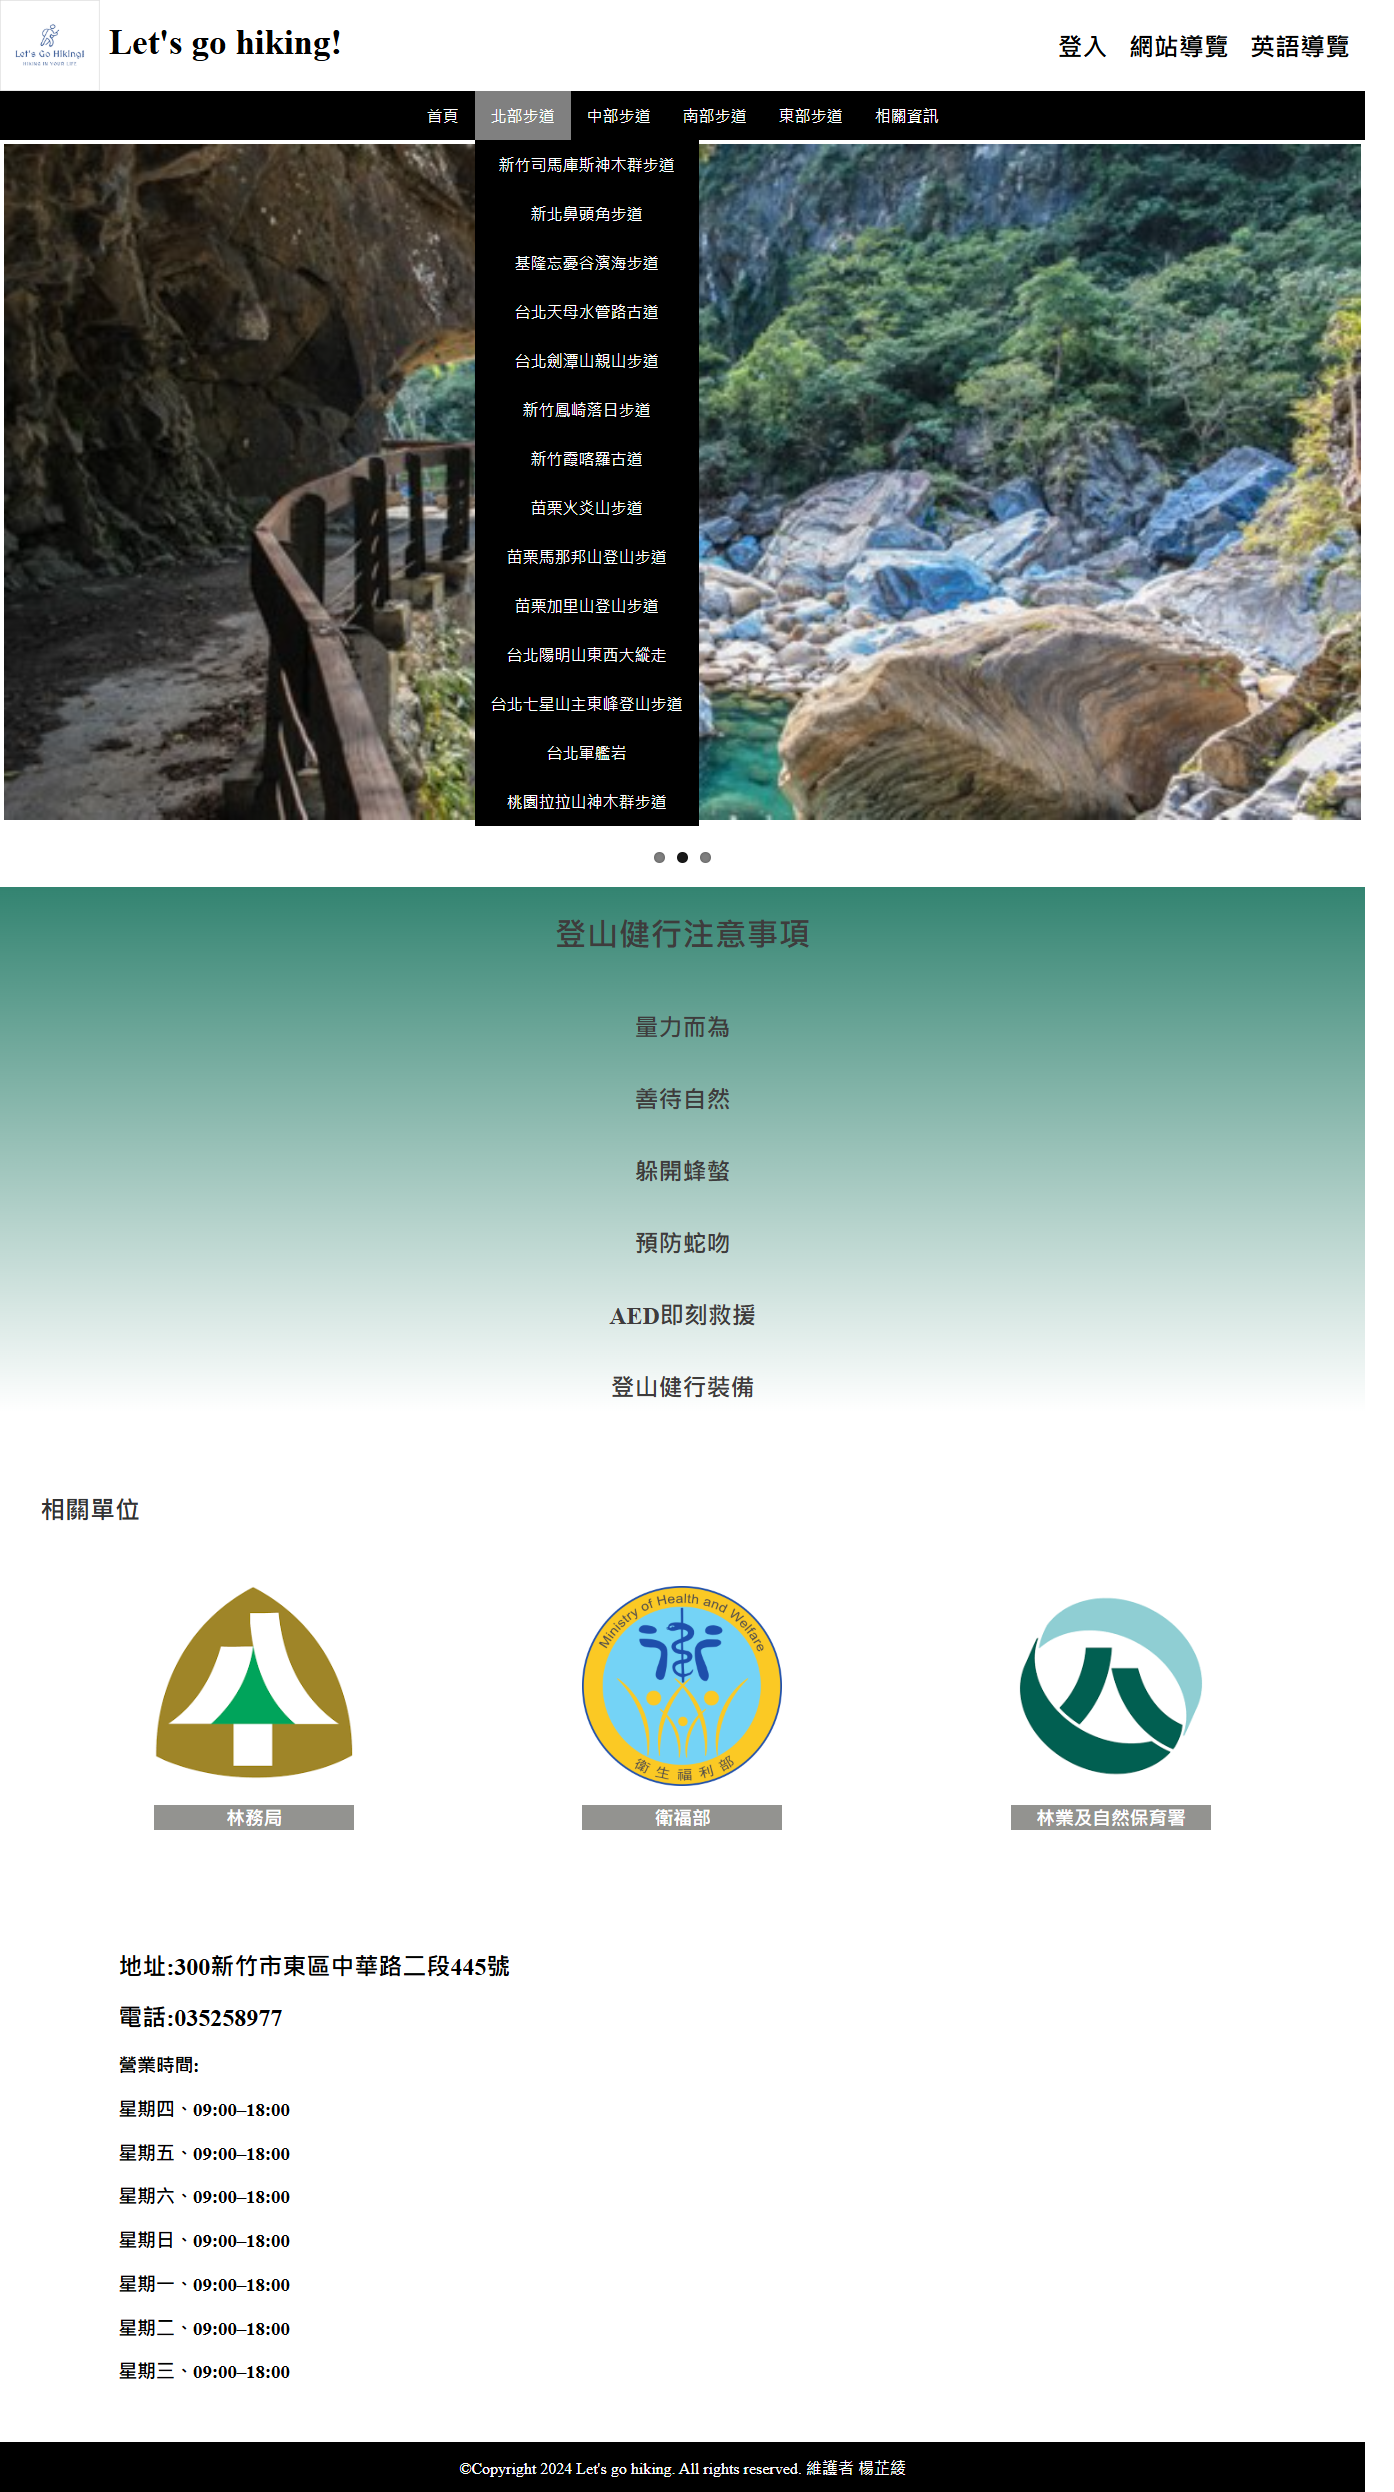 Let's Go Hiking!
HIKING IN YOUR LIFE
Let's go hiking!
登入 網站導覽 英語導覽
首頁 北部步道 中部步道 南部步道 東部步道 相關資訊
新竹司馬庫斯神木群步道
新北鼻頭角步道
基隆忘憂谷濱海步道
台北天母水管路古道
台北劍潭山親山步道
新竹鳳崎落日步道
新竹霞喀羅古道
苗栗火炎山步道
苗栗馬那邦山登山步道
苗栗加里山登山步道
台北陽明山東西大縱走
台北七星山主東峰登山步道
台北軍艦岩
桃園拉拉山神木群步道
登山健行注意事項
量力而為
善待自然
躲開蜂螫
預防蛇吻
AED即刻救援
登山健行裝備
相關單位
Ministry of Health and Welfare
衛生福利部
林務局
衛福部
林業及自然保育署
地址:300新竹市東區中華路二段445號
電話:035258977
營業時間:
星期四、09:00–18:00
星期五、09:00–18:00
星期六、09:00–18:00
星期日、09:00–18:00
星期一、09:00–18:00
星期二、09:00–18:00
星期三、09:00–18:00
©Copyright 2024 Let's go hiking. All rights reserved. 維護者 楊芷綾